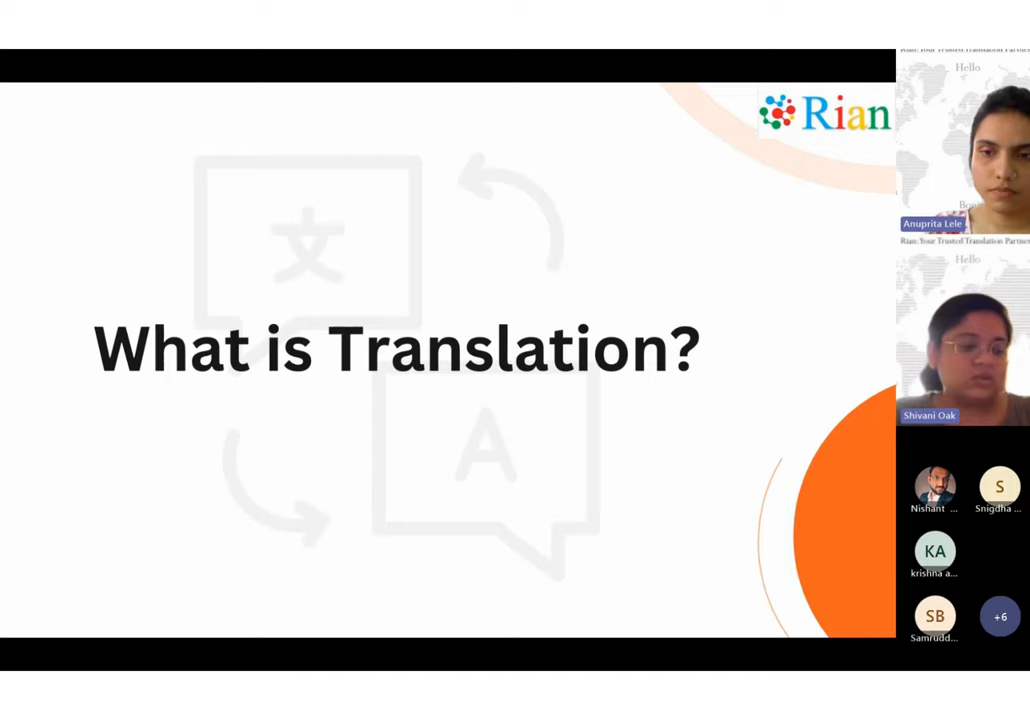 Rian
文
What is Translation?
A
Hello
Anuprita Lele
Rian: Your Trusted Translation Partner
Hello
Shivani Oak
Nishant ...
S
Snigdha ...
KA
krishna a...
SB
Samrudd...
+6